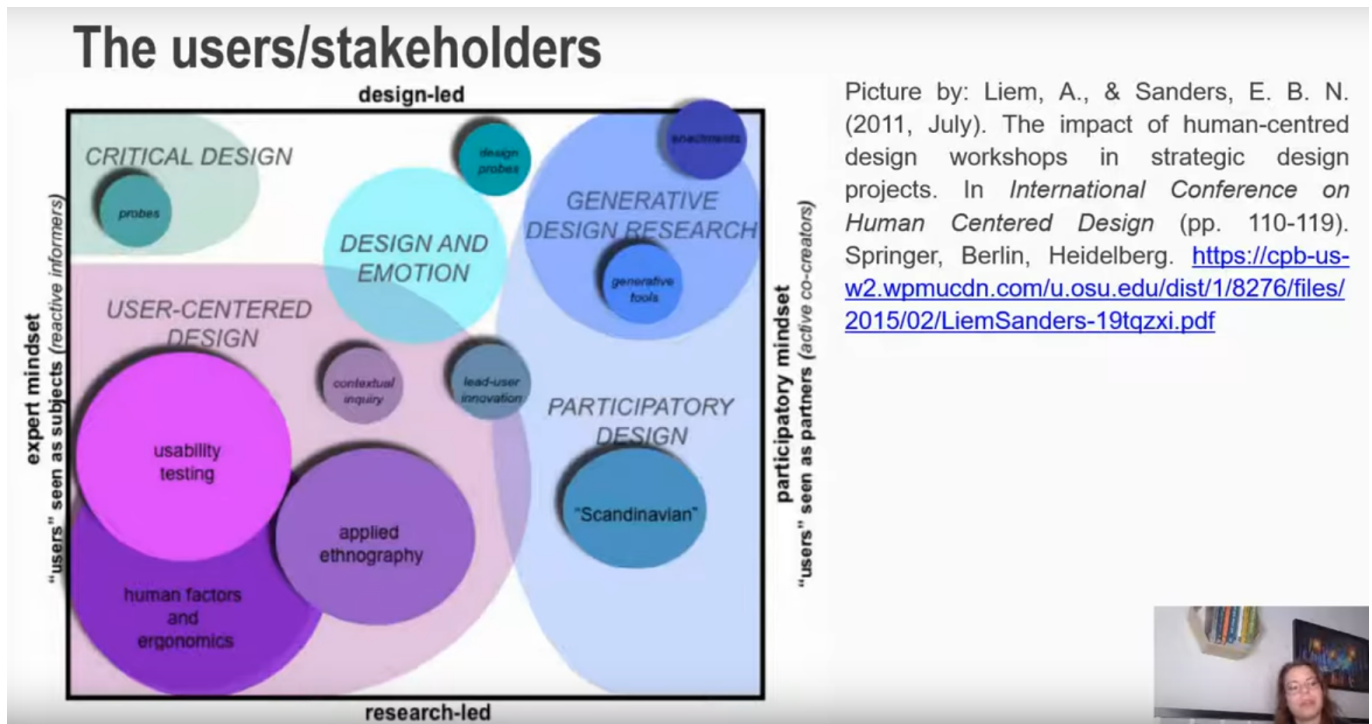 The users/stakeholders
design-led
CRITICAL DESIGN
probes
design
probes
enactments
DESIGN AND
EMOTION
GENERATIVE
DESIGN RESEARCH
generative
tools
USER-CENTERED
DESIGN
contextual
inquiry
lead-user
innovation
PARTICIPATORY
DESIGN
usability
testing
applied
ethnography
"Scandinavian"
human factors
and
ergonomics
expert mindset
"users" seen as subjects (reactive informers)
participatory mindset
"users" seen as partners (active co-creators)
research-led
Picture by: Liem, A., & Sanders, E. B. N.
(2011, July). The impact of human-centred
design workshops in strategic design
projects. In International Conference on
Human Centered Design (pp. 110-119).
Springer, Berlin, Heidelberg. https://cpb-us-
w2.wpmucdn.com/u.osu.edu/dist/1/8276/files/
2015/02/LiemSanders-19tqzxi.pdf